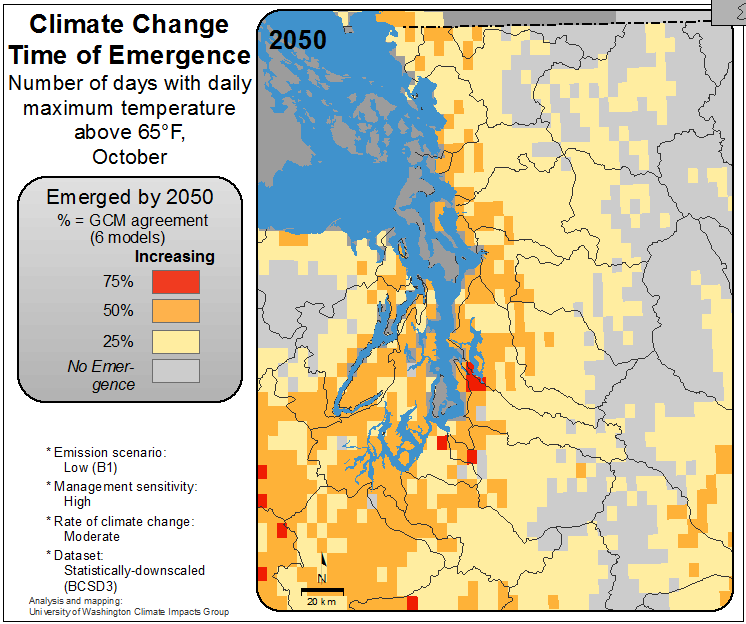 Climate Change
Time of Emergence
Number of days with daily
maximum temperature
above 65°F,
October
Emerged by 2050
% = GCM agreement
(6 models)
Increasing
75%
50%
25%
No Emer-
gence
* Emission scenario:
Low (B1)
* Management sensitivity:
High
* Rate of climate change:
Moderate
* Dataset:
Statistically-downscaled
(BCSD3)
Analysis and mapping:
University of Washington Climate Impacts Group
2050
N
20 km